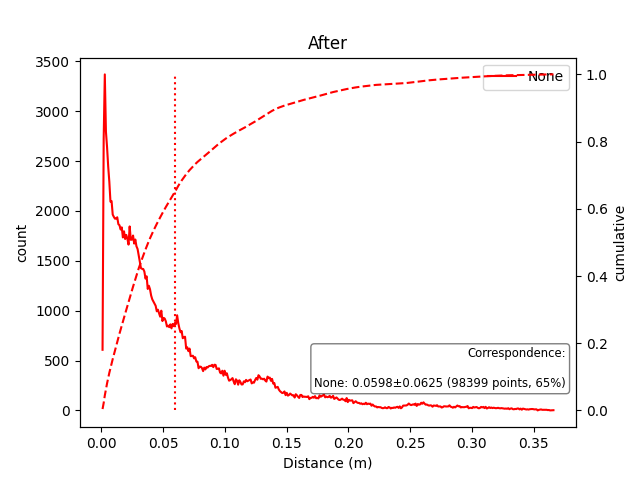 After
3500
3000
2500
2000
1500
1000
500
0
count
1.0
0.8
0.6
0.4
0.2
0.0
cumulative
None
Correspondence:
None: 0.0598±0.0625 (98399 points, 65%)
0.00 0.05 0.10 0.15 0.20 0.25 0.30 0.35
Distance (m)